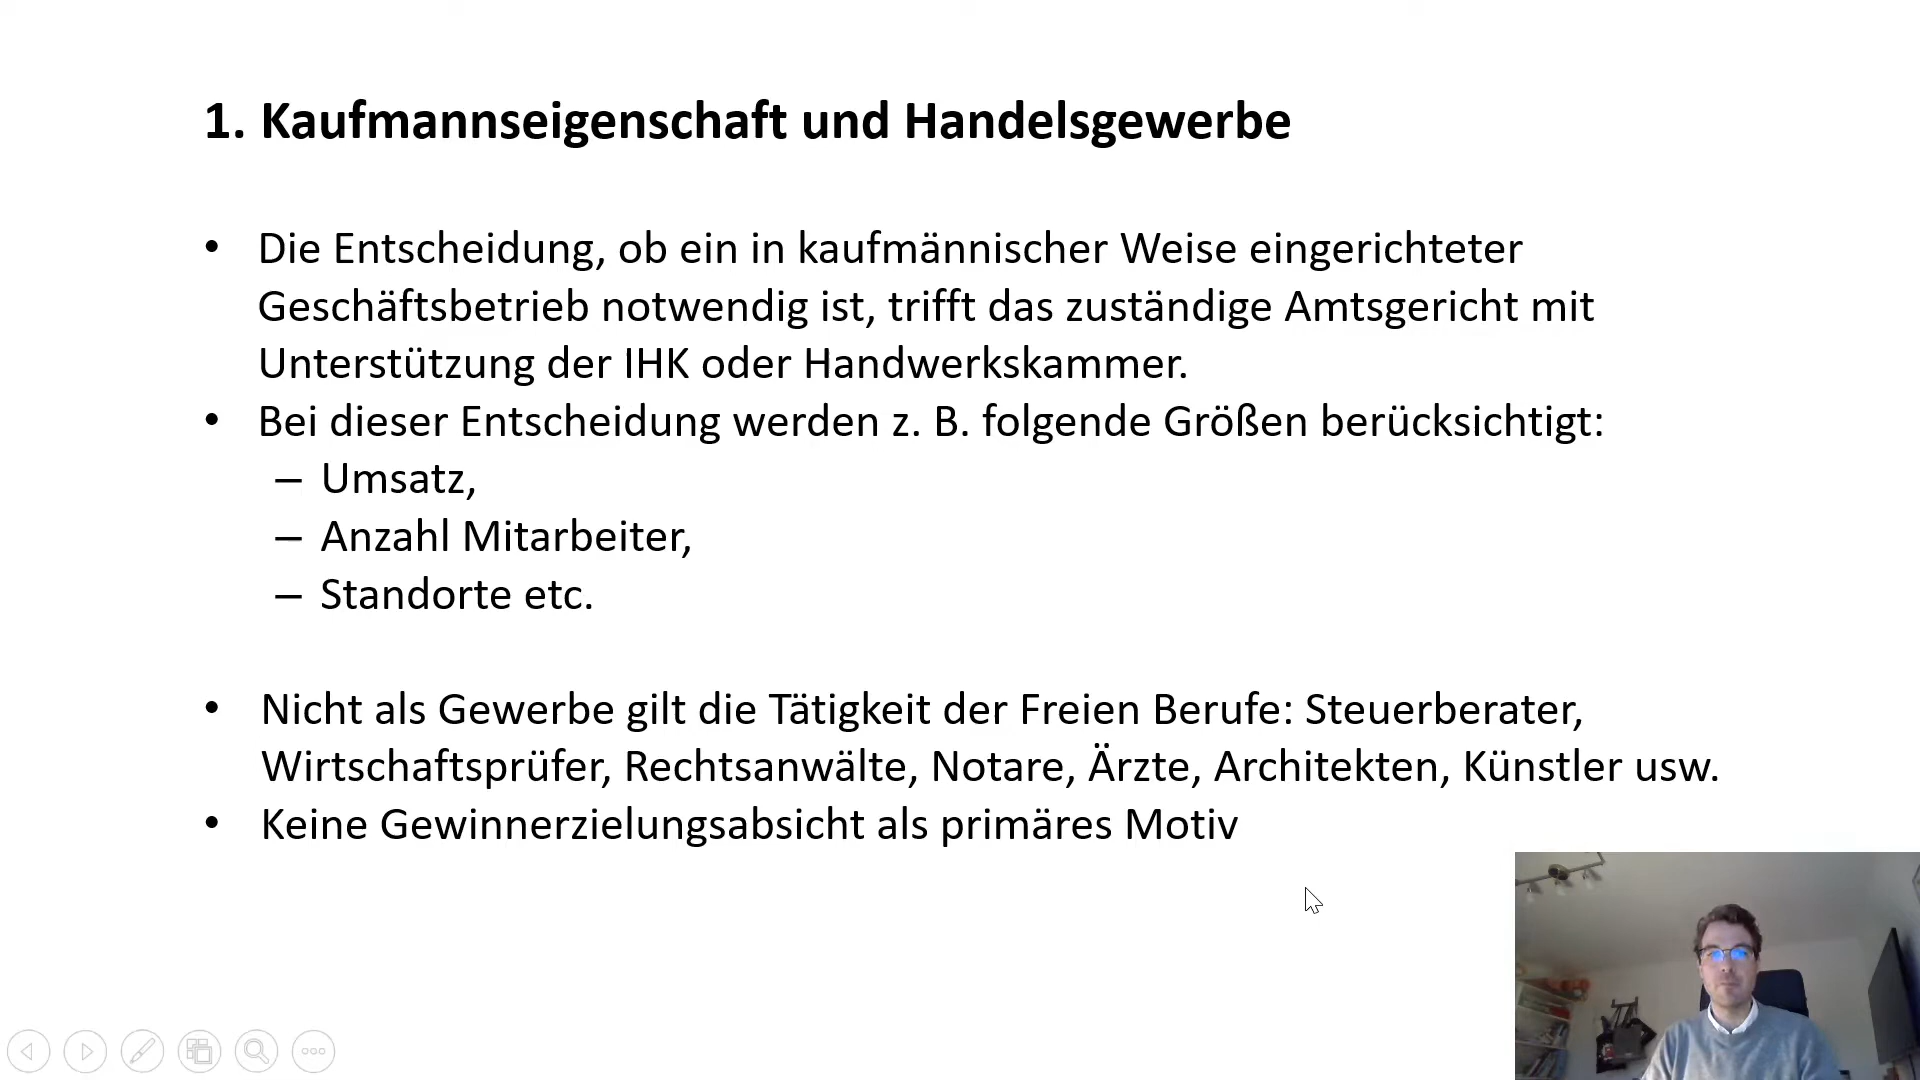 1. Kaufmannseigenschaft und Handelsgewerbe
• Die Entscheidung, ob ein in kaufmännischer Weise eingerichteter
Geschäftsbetrieb notwendig ist, trifft das zuständige Amtsgericht mit
Unterstützung der IHK oder Handwerkskammer.
• Bei dieser Entscheidung werden z. B. folgende Größen berücksichtigt:
– Umsatz,
– Anzahl Mitarbeiter,
– Standorte etc.
• Nicht als Gewerbe gilt die Tätigkeit der Freien Berufe: Steuerberater,
Wirtschaftsprüfer, Rechtsanwälte, Notare, Ärzte, Architekten, Künstler usw.
• Keine Gewinnerzielungsabsicht als primäres Motiv